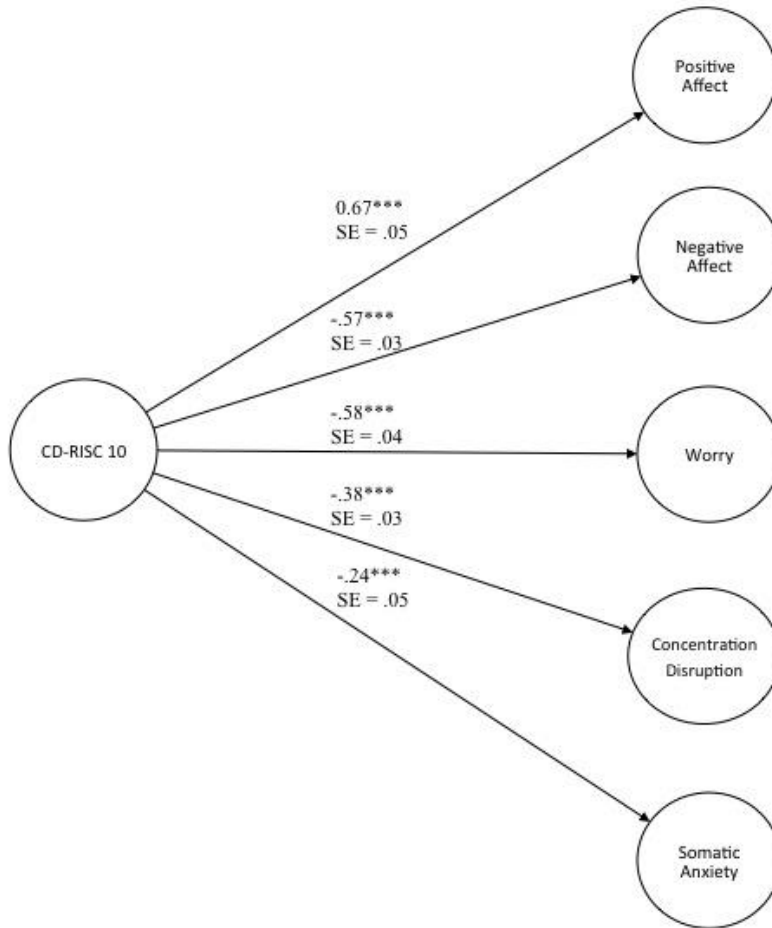 Positive
Affect
0.67***
SE = .05
Negative
Affect
-.57***
SE = .03
CD-RISC 10
-.58***
SE = .04
Worry
-.38***
SE = .03
-.24***
SE = .05
Concentration
Disruption
Somatic
Anxiety